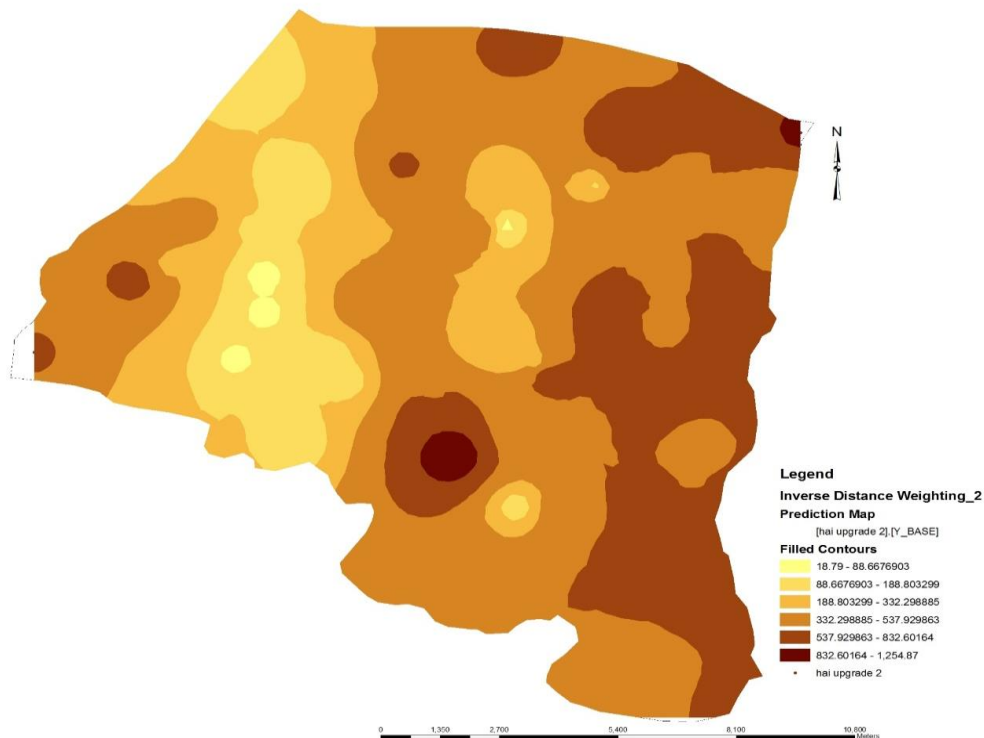 N
Legend
Inverse Distance Weighting_2
Prediction Map
[hai upgrade 2].[Y_BASE]
Filled Contours
18.79 - 88.6676903
88.6676903 - 188.803299
188.803299 - 332.298885
332.298885 - 537.929863
537.929863 - 832.60164
832.60164 - 1,254.87
hai upgrade 2
0 1,350 2,700 5,400 8,100 10,800
Meters